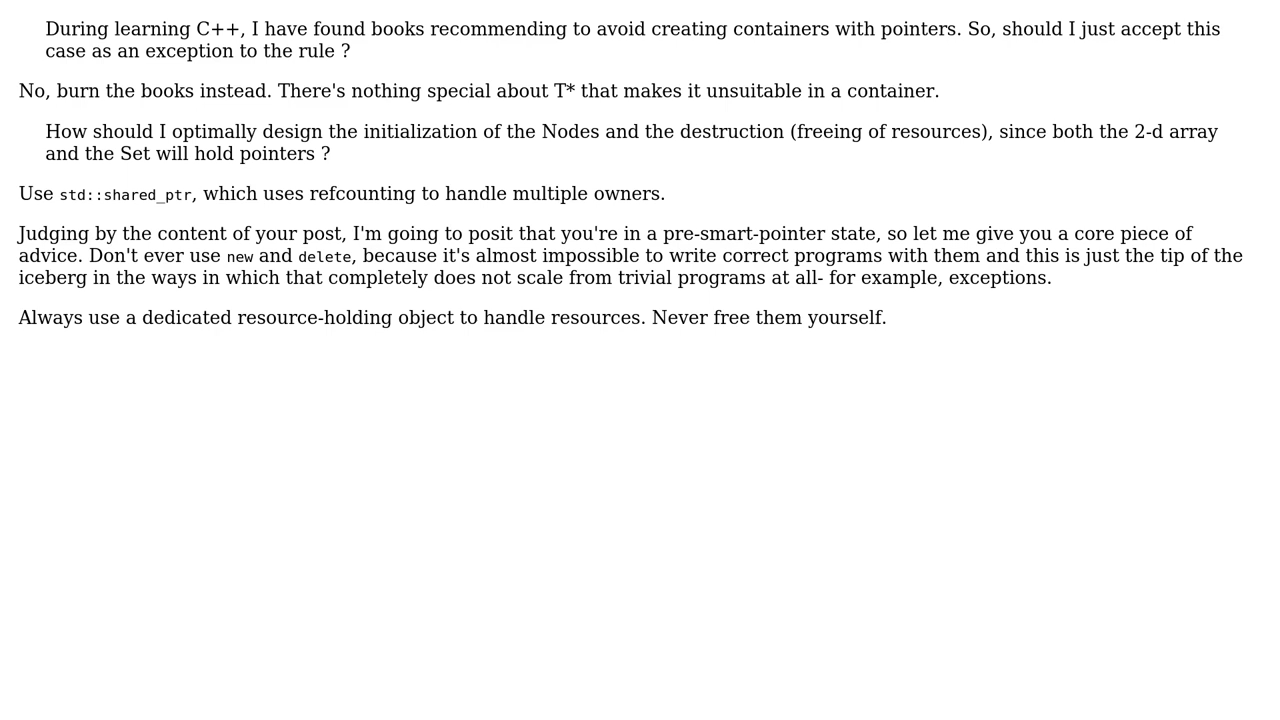 During learning C++, I have found books recommending to avoid creating containers with pointers. So, should I just accept this
case as an exception to the rule ?
No, burn the books instead. There's nothing special about T* that makes it unsuitable in a container.
How should I optimally design the initialization of the Nodes and the destruction (freeing of resources), since both the 2-d array
and the Set will hold pointers ?
Use std::shared_ptr, which uses refcounting to handle multiple owners.
Judging by the content of your post, I'm going to posit that you're in a pre-smart-pointer state, so let me give you a core piece of
advice. Don't ever use new and delete, because it's almost impossible to write correct programs with them and this is just the tip of the
iceberg in the ways in which that completely does not scale from trivial programs at all- for example, exceptions.
Always use a dedicated resource-holding object to handle resources. Never free them yourself.